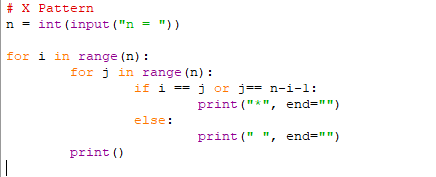 # X Pattern
n = int(input("n = "))
for i in range(n):
for j in range(n):
if i == j or j== n-i-1:
print("*", end="")
else:
print(" ", end="")
print()